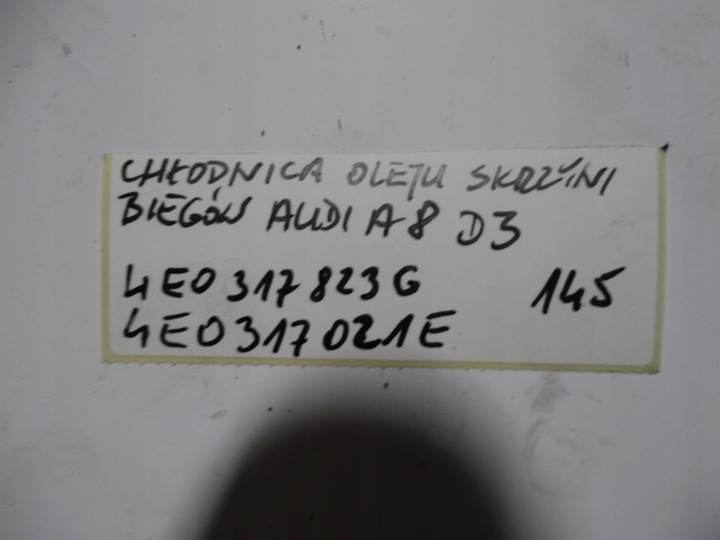 CHŁODNICA OLEJU SKRZYNI
BIEGÓW AUDI A8 D3
4E0317823G 145
4E0317021E